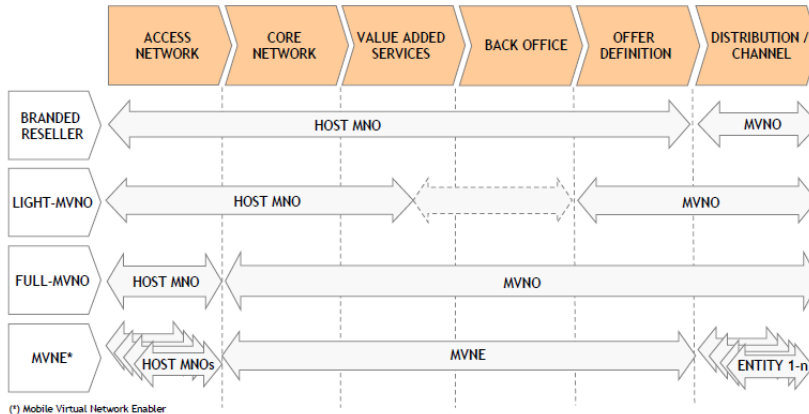 ACCESS
NETWORK
CORE
NETWORK
VALUE ADDED
SERVICES
BACK OFFICE
OFFER
DEFINITION
DISTRIBUTION /
CHANNEL
BRANDED
RESELLER
HOST MNO
MVNO
LIGHT-MVNO
HOST MNO
MVNO
FULL-MVNO
HOST MNO
MVNO
MVNE*
HOST MNOs
MVNE
ENTITY 1-n
(*) Mobile Virtual Network Enabler